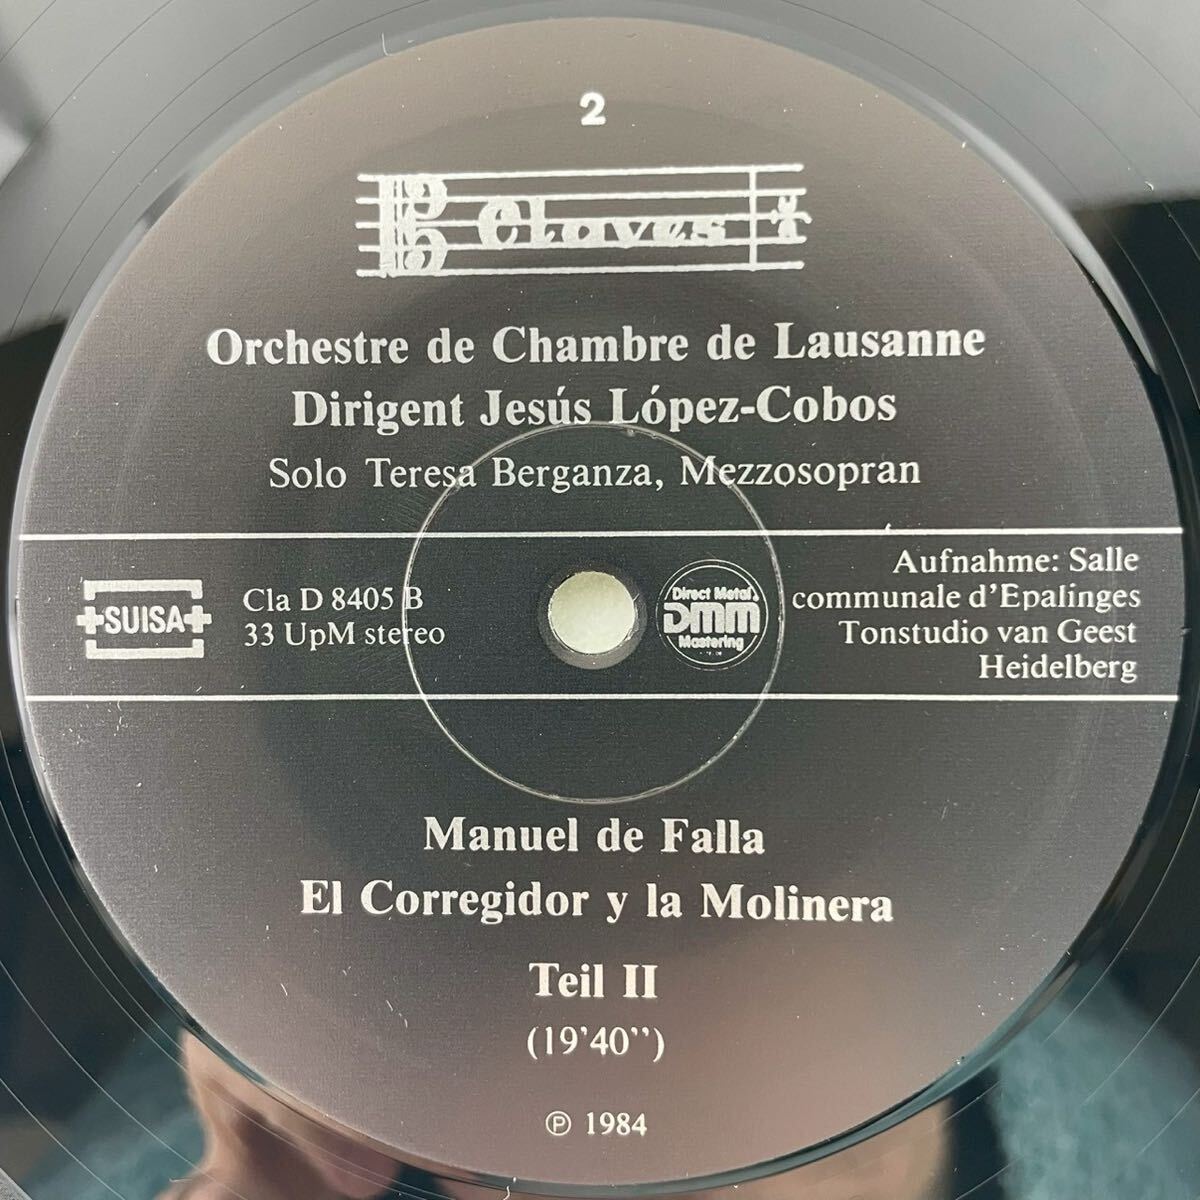 2
Claves
Orchestre de Chambre de Lausanne
Dirigent Jesús López-Cobos
Solo Teresa Berganza, Mezzosopran
SUISA
Cla D 8405 B
33 UpM stereo
Direct Metal
DMM
Mastering
Aufnahme: Salle
communale d'Epalinges
Tonstudio van Geest
Heidelberg
Manuel de Falla
El Corregidor y la Molinera
Teil II
(19'40'')
℗ 1984